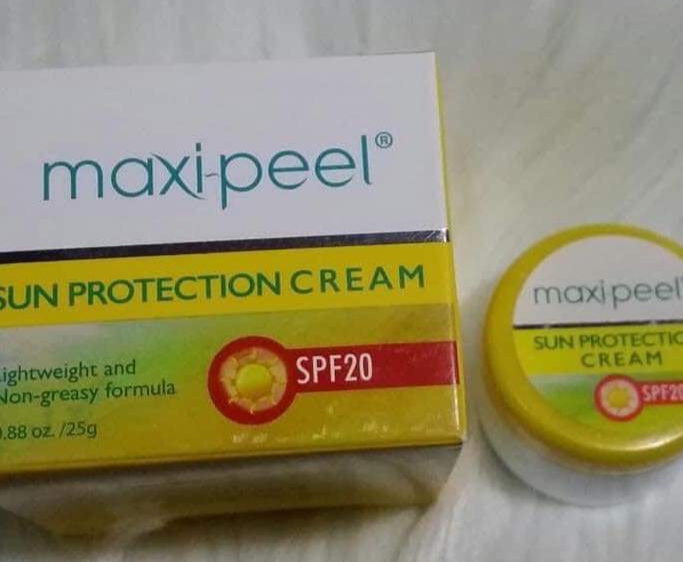 maxi-peel®
SUN PROTECTION CREAM
SPF20
Lightweight and
Non-greasy formula
0.88 oz. /25g
maxi-peel
SUN PROTECTIO
CREAM
SPF20